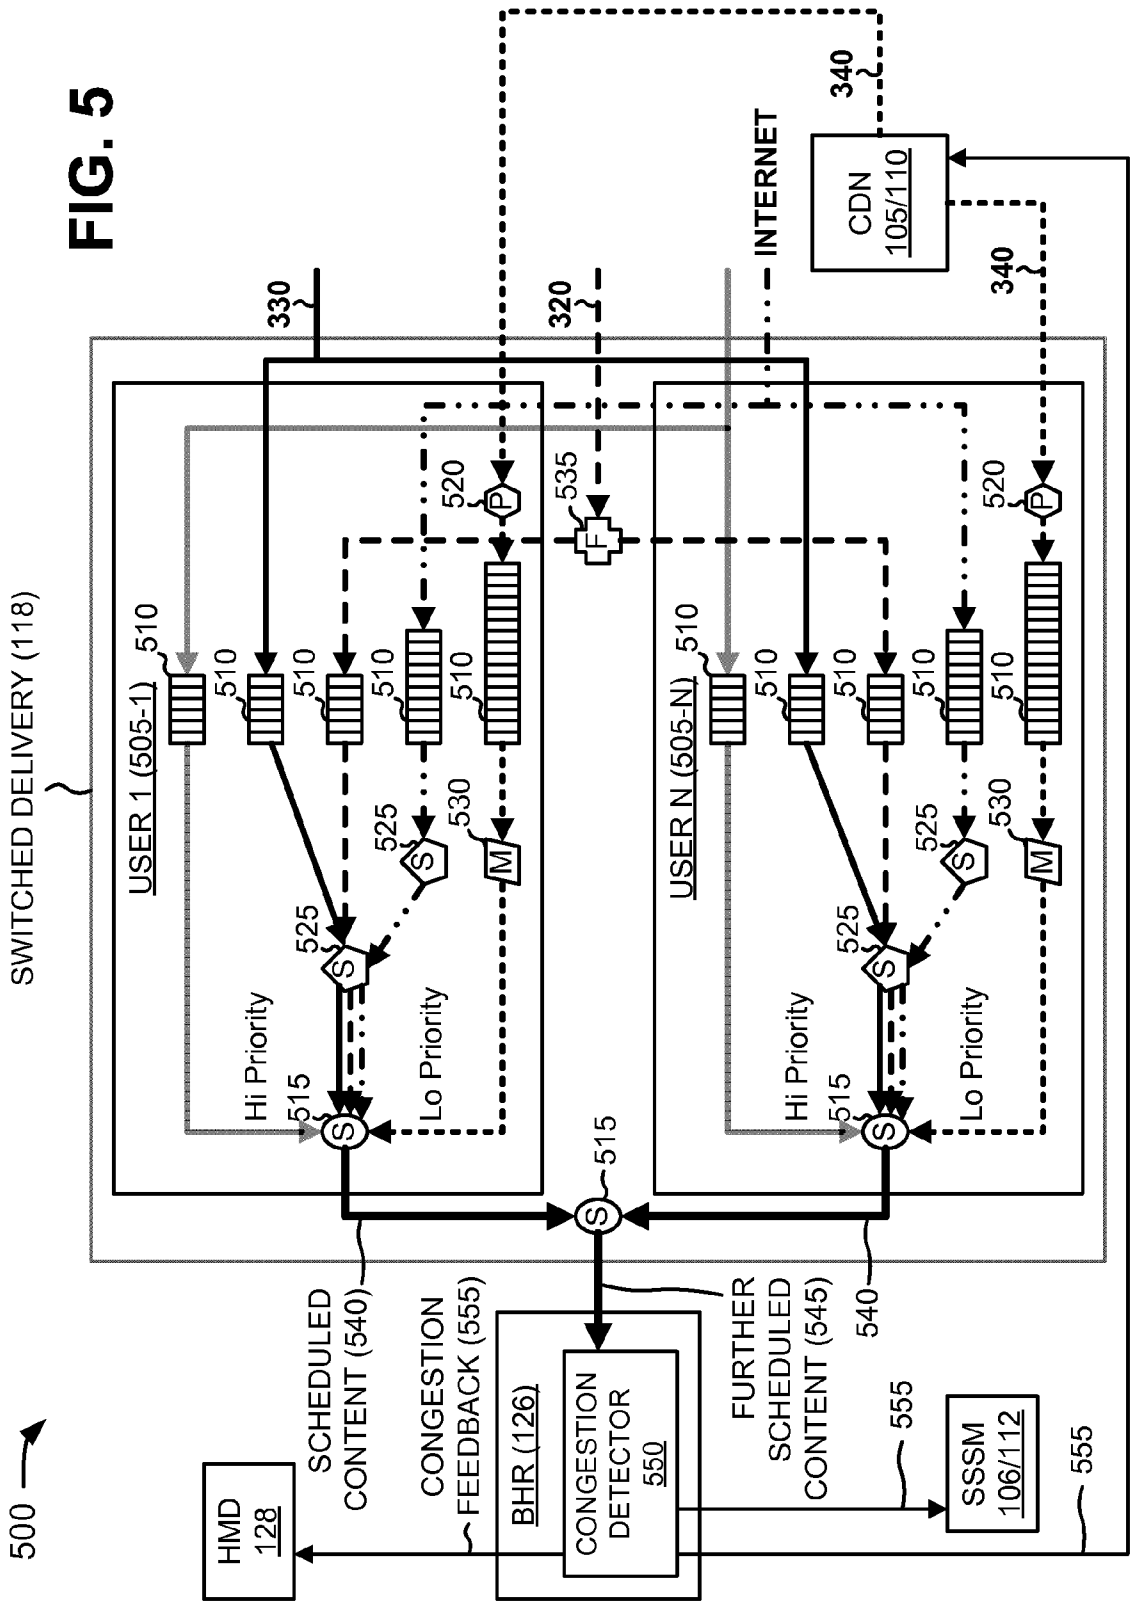 FIG. 5
500
SWITCHED DELIVERY (118)
USER 1 (505-1)
510
510
510
510
510
330
320
INTERNET
340
340
CDN
105/110
P
520
F
535
S
525
S
525
M
530
Hi Priority
Lo Priority
S
515
USER N (505-N)
510
510
510
510
510
P
520
S
525
S
525
M
530
Hi Priority
Lo Priority
S
515
S
515
SCHEDULED
CONTENT (540)
540
FURTHER
SCHEDULED
CONTENT (545)
CONGESTION
FEEDBACK (555)
BHR (126)
CONGESTION
DETECTOR
550
HMD
128
555
SSSM
106/112
555